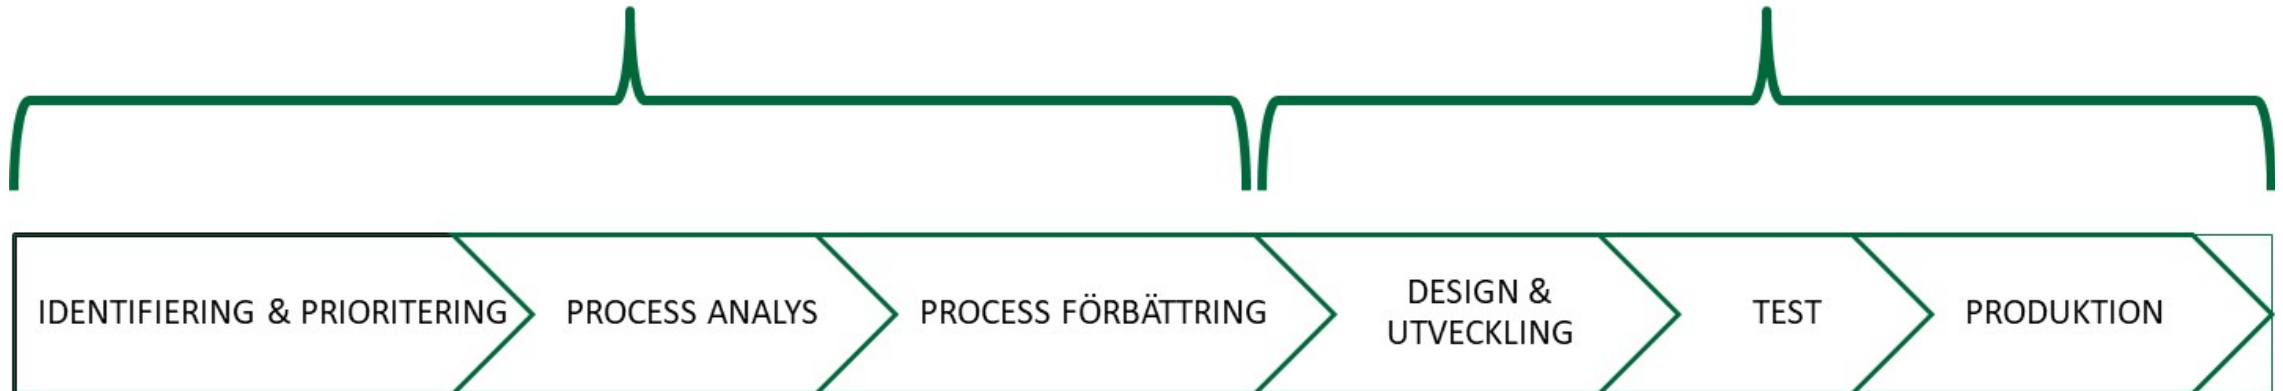 IDENTIFIERING & PRIORITERING
PROCESS ANALYS
PROCESS FÖRBÄTTRING
DESIGN &
UTVECKLING
TEST
PRODUKTION